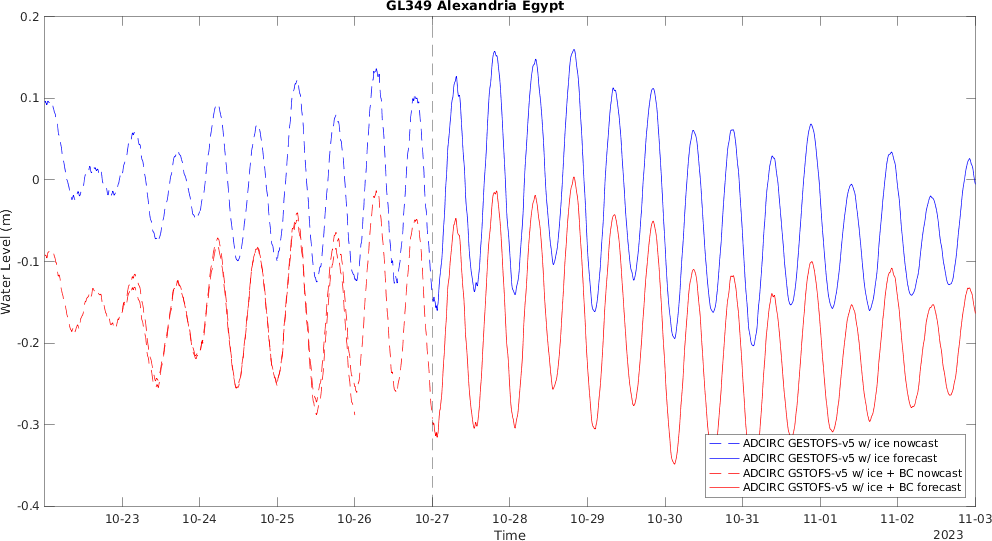 GL349 Alexandria Egypt
0.2
0.1
0
-0.1
-0.2
-0.3
-0.4
Water Level (m)
ADCIRC GESTOFS-v5 w/ ice nowcast
ADCIRC GESTOFS-v5 w/ ice forecast
ADCIRC GSTOFS-v5 w/ ice + BC nowcast
ADCIRC GSTOFS-v5 w/ ice + BC forecast
10-23 10-24 10-25 10-26 10-27 10-28 10-29 10-30 10-31 11-01 11-02 11-03
Time
2023